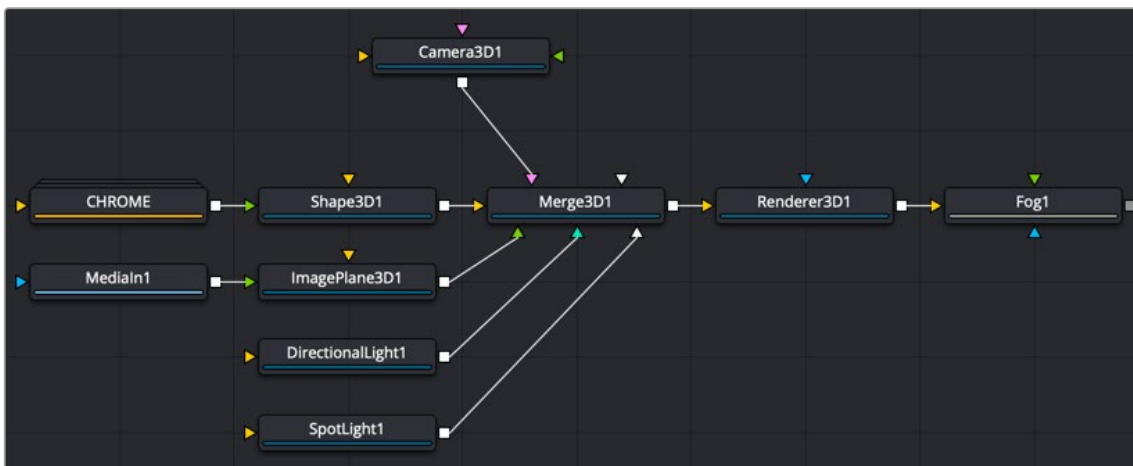 Camera3D1
CHROME
Shape3D1
Merge3D1
Renderer3D1
Fog1
MediaIn1
ImagePlane3D1
DirectionalLight1
SpotLight1